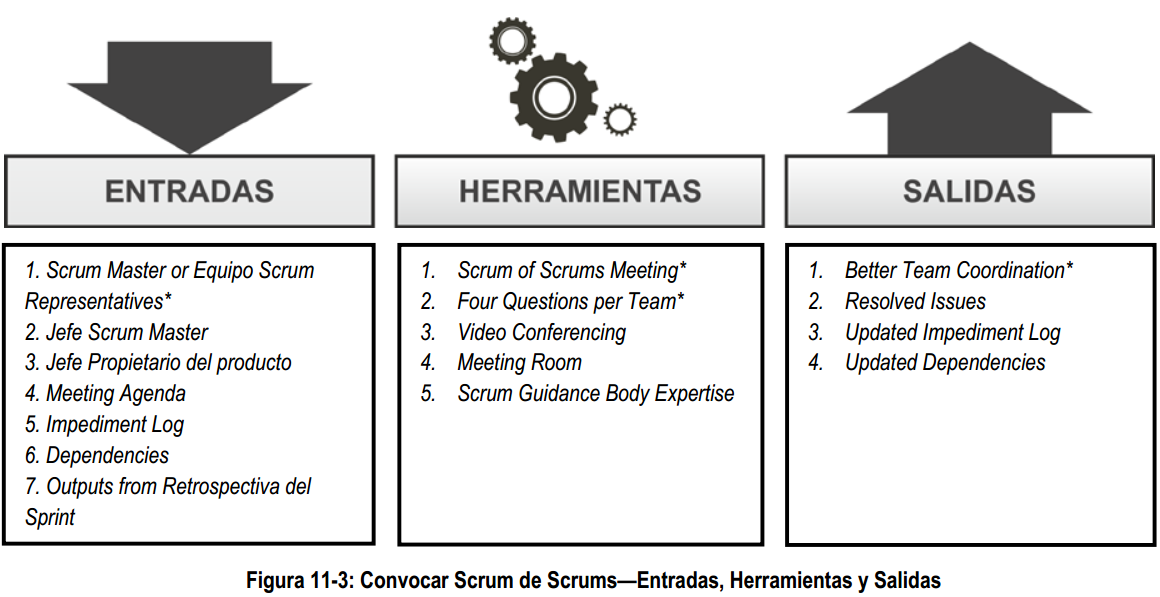 ENTRADAS
1. Scrum Master or Equipo Scrum
Representatives*
2. Jefe Scrum Master
3. Jefe Propietario del producto
4. Meeting Agenda
5. Impediment Log
6. Dependencies
7. Outputs from Retrospectiva del
Sprint
HERRAMIENTAS
1. Scrum of Scrums Meeting*
2. Four Questions per Team*
3. Video Conferencing
4. Meeting Room
5. Scrum Guidance Body Expertise
SALIDAS
1. Better Team Coordination*
2. Resolved Issues
3. Updated Impediment Log
4. Updated Dependencies
Figura 11-3: Convocar Scrum de Scrums—Entradas, Herramientas y Salidas